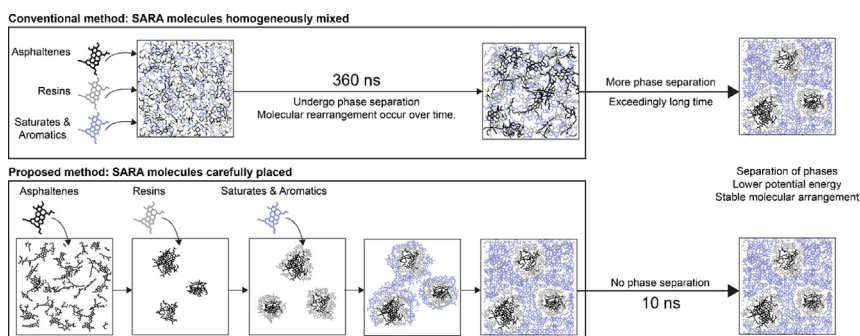 Conventional method: SARA molecules homogeneously mixed
Asphaltenes
Resins
Saturates &
Aromatics
360 ns
Undergo phase separation
Molecular rearrangement occur over time.
More phase separation
Exceedingly long time
Proposed method: SARA molecules carefully placed
Asphaltenes
Resins
Saturates & Aromatics
Separation of phases
Lower potential energy
Stable molecular arrangement
No phase separation
10 ns